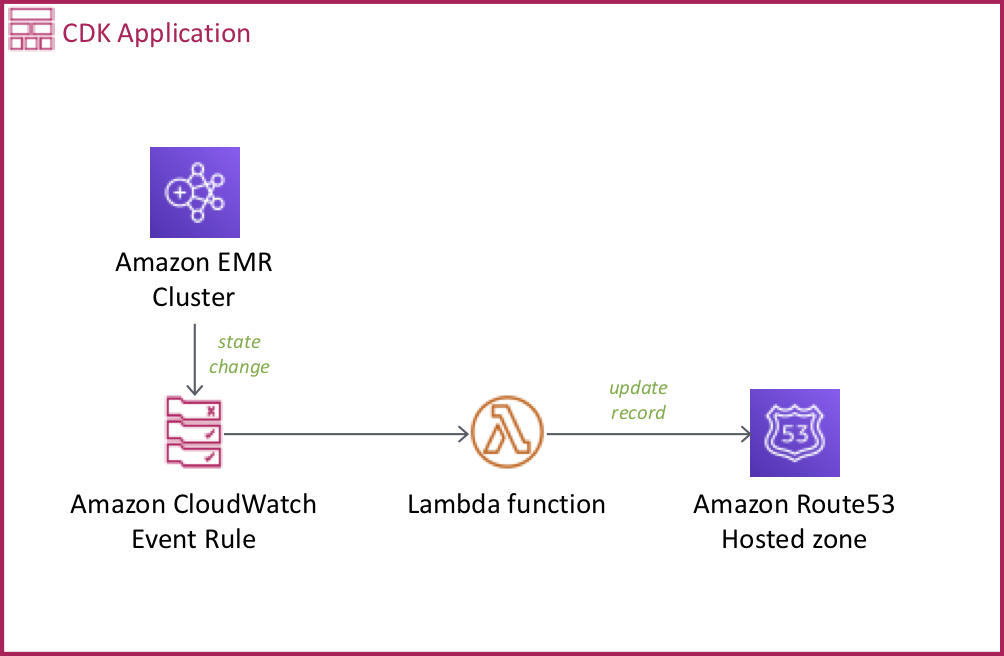 CDK Application
Amazon EMR
Cluster
state
change
update
record
53
Amazon CloudWatch
Event Rule
Lambda function
Amazon Route53
Hosted zone